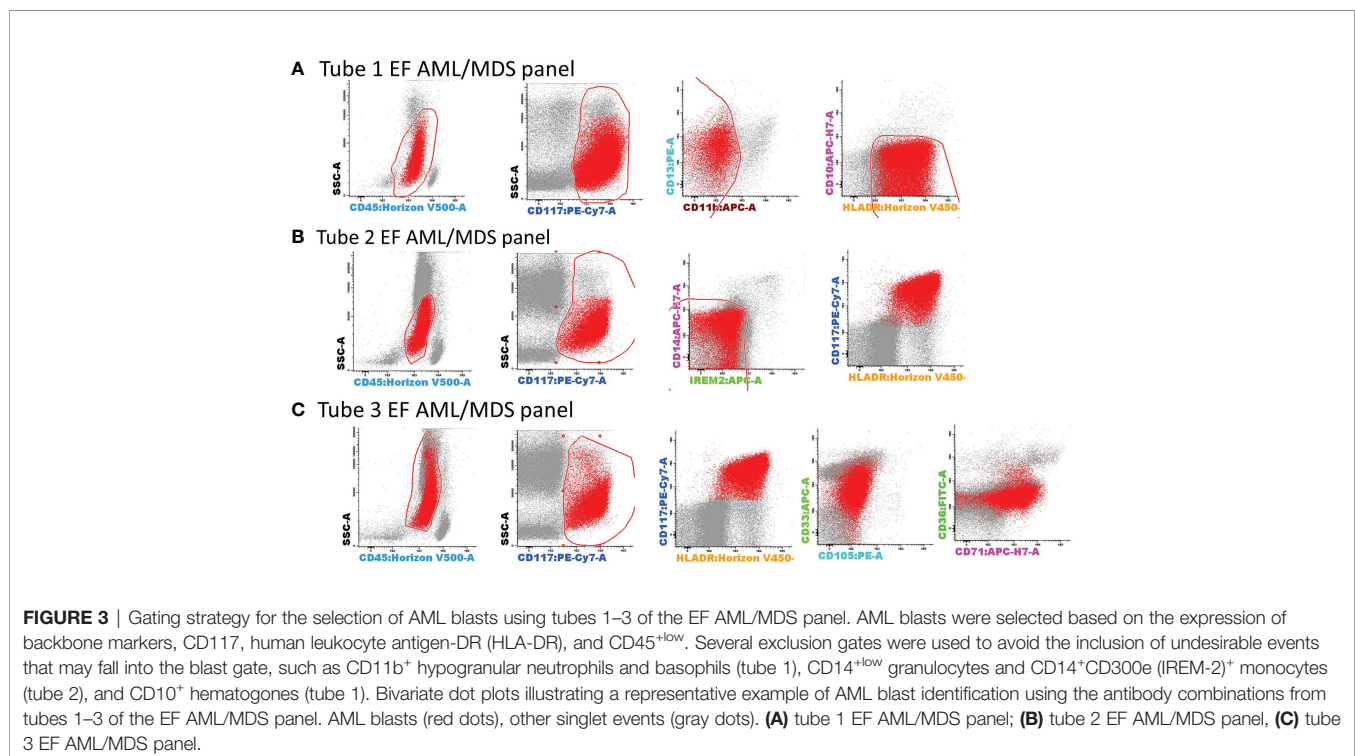 A Tube 1 EF AML/MDS panel
SSC-A
CD45:Horizon V500-A
SSC-A
CD117:PE-Cy7-A
CD13:PE-A
CD11b:APC-A
CD10:APC-H7-A
HLADR:Horizon V450-
B Tube 2 EF AML/MDS panel
SSC-A
CD45:Horizon V500-A
SSC-A
CD117:PE-Cy7-A
CD14:APC-H7-A
IREM2:APC-A
CD117:PE-Cy7-A
HLADR:Horizon V450-
C Tube 3 EF AML/MDS panel
SSC-A
CD45:Horizon V500-A
SSC-A
CD117:PE-Cy7-A
CD117:PE-Cy7-A
HLADR:Horizon V450-
CD33:APC-A
CD105:PE-A
CD36:FITC-A
CD71:APC-H7-A
FIGURE 3 | Gating strategy for the selection of AML blasts using tubes 1–3 of the EF AML/MDS panel. AML blasts were selected based on the expression of
backbone markers, CD117, human leukocyte antigen-DR (HLA-DR), and CD45+low. Several exclusion gates were used to avoid the inclusion of undesirable events
that may fall into the blast gate, such as CD11b+ hypogranular neutrophils and basophils (tube 1), CD14+low granulocytes and CD14+CD300e (IREM-2)+ monocytes
(tube 2), and CD10+ hematogones (tube 1). Bivariate dot plots illustrating a representative example of AML blast identification using the antibody combinations from
tubes 1–3 of the EF AML/MDS panel. AML blasts (red dots), other singlet events (gray dots). (A) tube 1 EF AML/MDS panel; (B) tube 2 EF AML/MDS panel, (C) tube
3 EF AML/MDS panel.